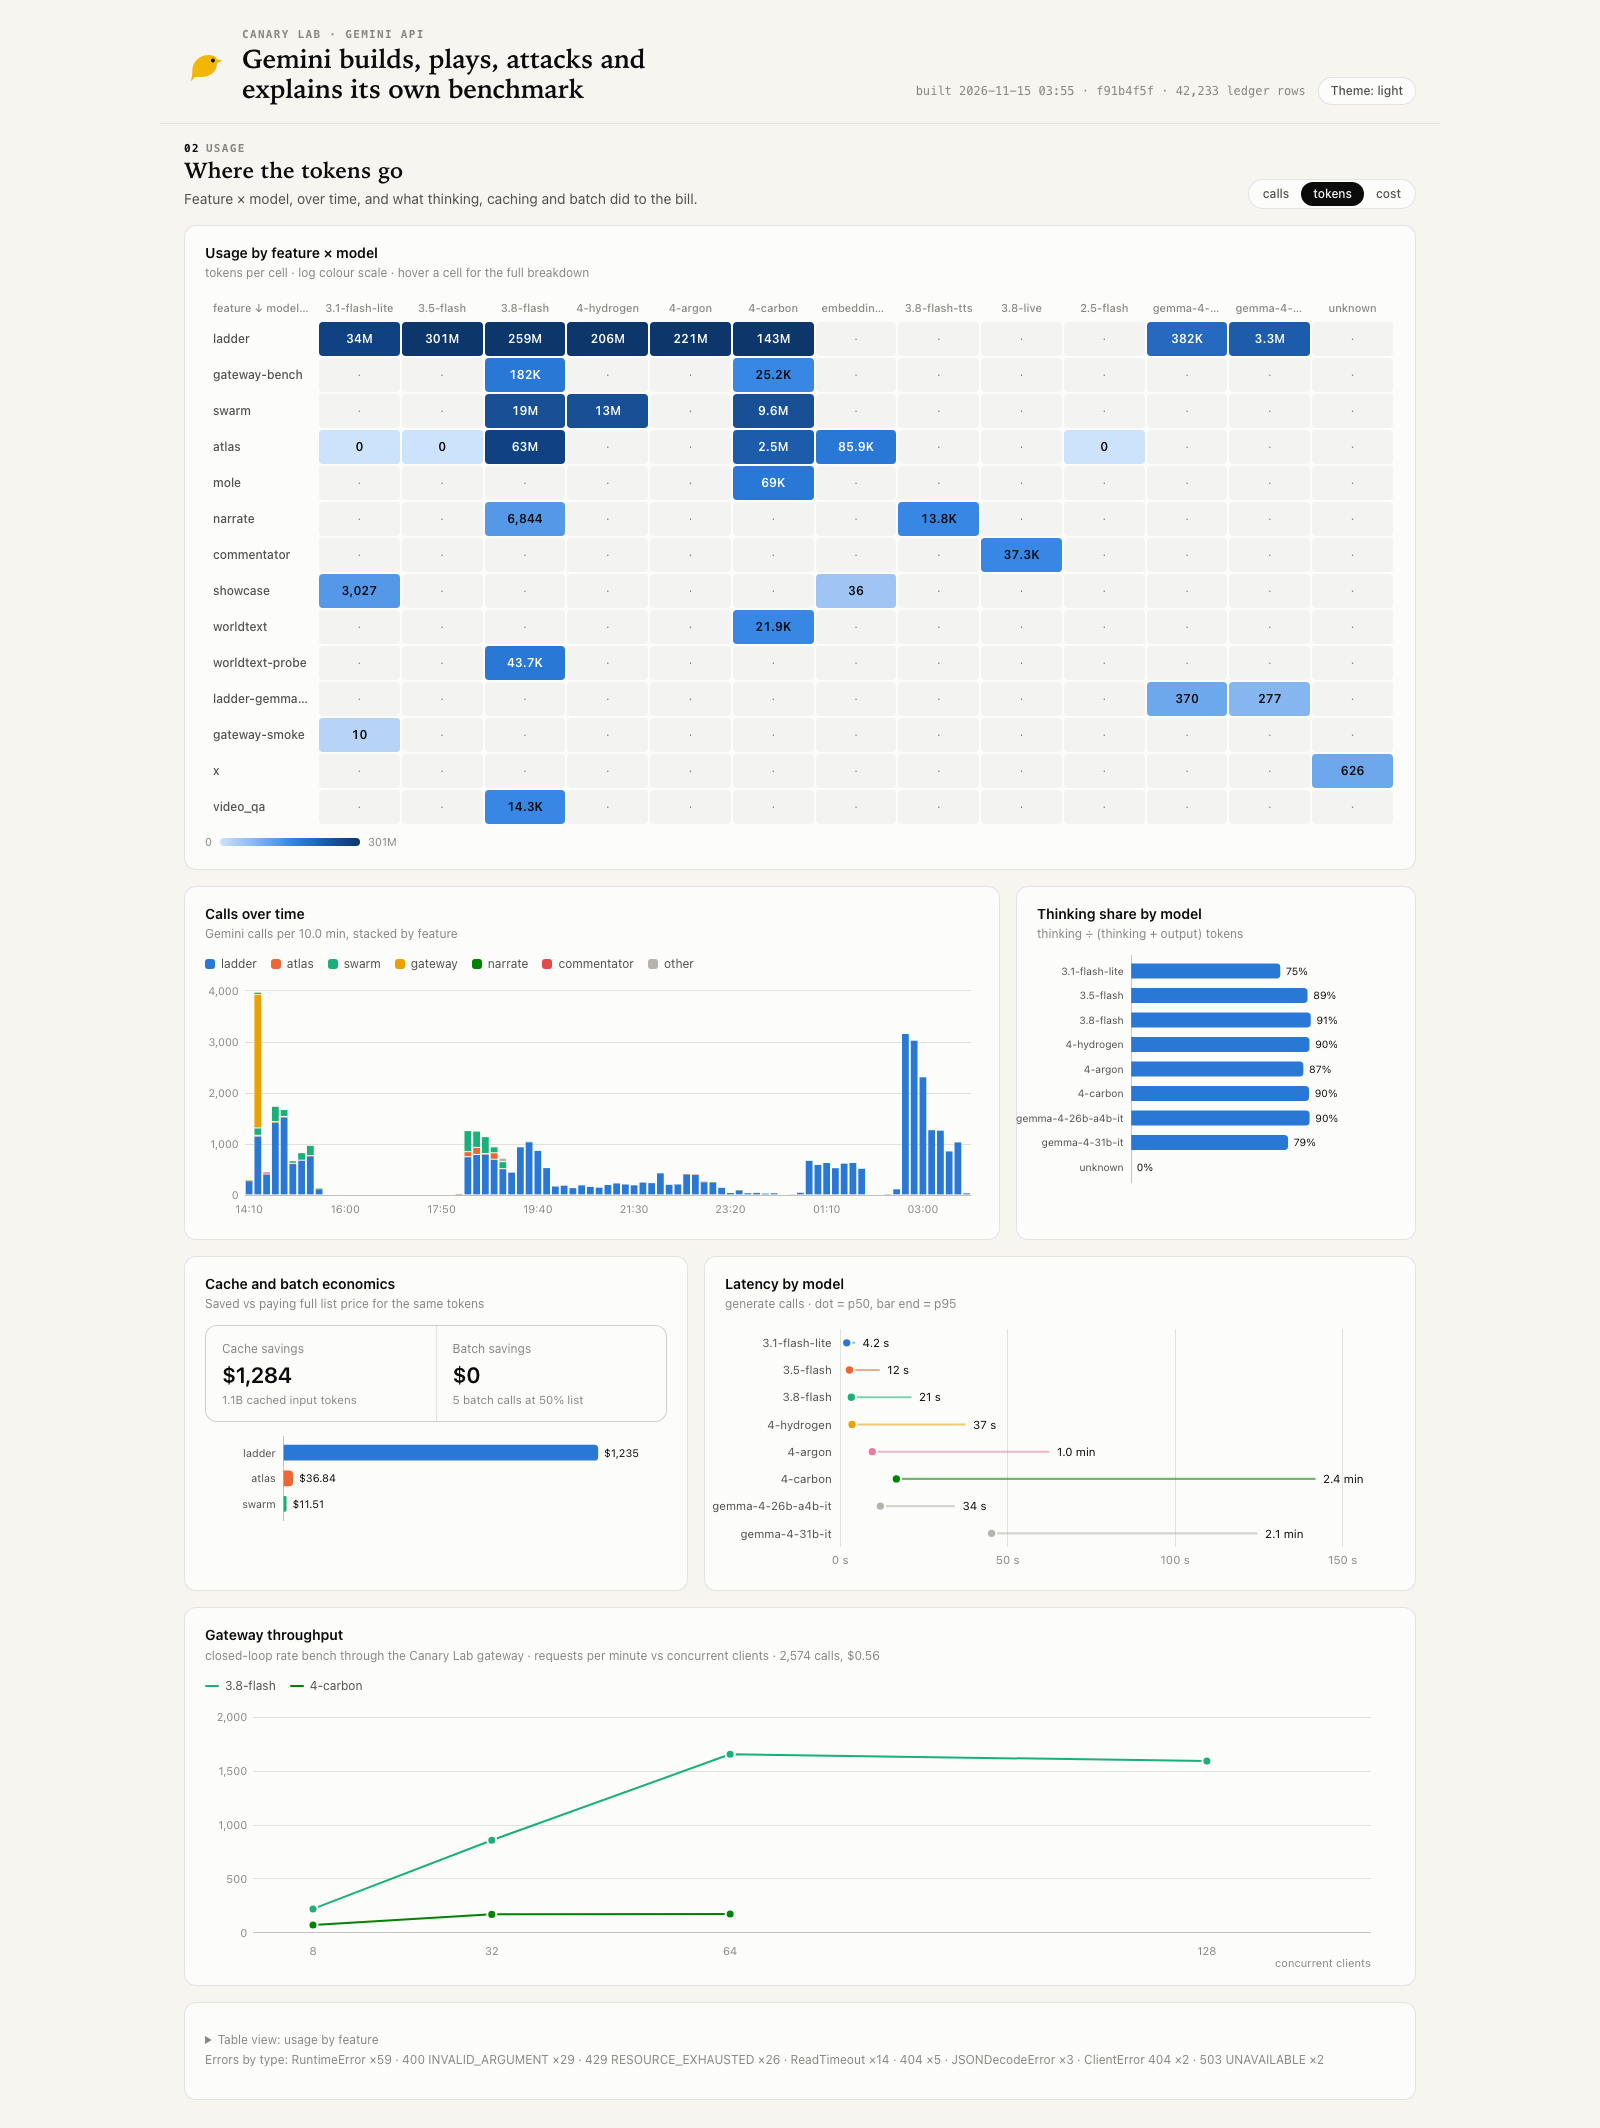 CANARY LAB · GEMINI API
Gemini builds, plays, attacks and
explains its own benchmark
built 2026-11-15 03:55 · f91b4f5f · 42,233 ledger rows
Theme: light
02 USAGE
Where the tokens go
Feature × model, over time, and what thinking, caching and batch did to the bill.
calls tokens cost
Usage by feature × model
tokens per cell · log colour scale · hover a cell for the full breakdown
feature ↓ model... 3.1-flash-lite 3.5-flash 3.8-flash 4-hydrogen 4-argon 4-carbon embeddin... 3.8-flash-tts 3.8-live 2.5-flash gemma-4-... gemma-4-... unknown
ladder 34M 301M 259M 206M 221M 143M · · · · 382K 3.3M ·
gateway-bench · · 182K · · 25.2K · · · · · · ·
swarm · · 19M 13M · 9.6M · · · · · · ·
atlas 0 0 63M · · 2.5M 85.9K · · 0 · · ·
mole · · · · · 69K · · · · · · ·
narrate · · 6,844 · · · · 13.8K · · · · ·
commentator · · · · · · · · 37.3K · · · ·
showcase 3,027 · · · · · 36 · · · · · ·
worldtext · · · · · 21.9K · · · · · · ·
worldtext-probe · · 43.7K · · · · · · · · · ·
ladder-gemma... · · · · · · · · · · 370 277 ·
gateway-smoke 10 · · · · · · · · · · · ·
x · · · · · · · · · · · · 626
video_qa · · 14.3K · · · · · · · · · ·
0 301M
Calls over time
Gemini calls per 10.0 min, stacked by feature
ladder atlas swarm gateway narrate commentator other
4,000
3,000
2,000
1,000
0
14:10 16:00 17:50 19:40 21:30 23:20 01:10 03:00
Thinking share by model
thinking ÷ (thinking + output) tokens
3.1-flash-lite 75%
3.5-flash 89%
3.8-flash 91%
4-hydrogen 90%
4-argon 87%
4-carbon 90%
gemma-4-26b-a4b-it 90%
gemma-4-31b-it 79%
unknown 0%
Cache and batch economics
Saved vs paying full list price for the same tokens
Cache savings
$1,284
1.1B cached input tokens
Batch savings
$0
5 batch calls at 50% list
ladder $1,235
atlas $36.84
swarm $11.51
Latency by model
generate calls · dot = p50, bar end = p95
3.1-flash-lite 4.2 s
3.5-flash 12 s
3.8-flash 21 s
4-hydrogen 37 s
4-argon 1.0 min
4-carbon 2.4 min
gemma-4-26b-a4b-it 34 s
gemma-4-31b-it 2.1 min
0 s 50 s 100 s 150 s
Gateway throughput
closed-loop rate bench through the Canary Lab gateway · requests per minute vs concurrent clients · 2,574 calls, $0.56
3.8-flash 4-carbon
2,000
1,500
1,000
500
0
8 32 64 128
concurrent clients
▶ Table view: usage by feature
Errors by type: RuntimeError ×59 · 400 INVALID_ARGUMENT ×29 · 429 RESOURCE_EXHAUSTED ×26 · ReadTimeout ×14 · 404 ×5 · JSONDecodeError ×3 · ClientError 404 ×2 · 503 UNAVAILABLE ×2